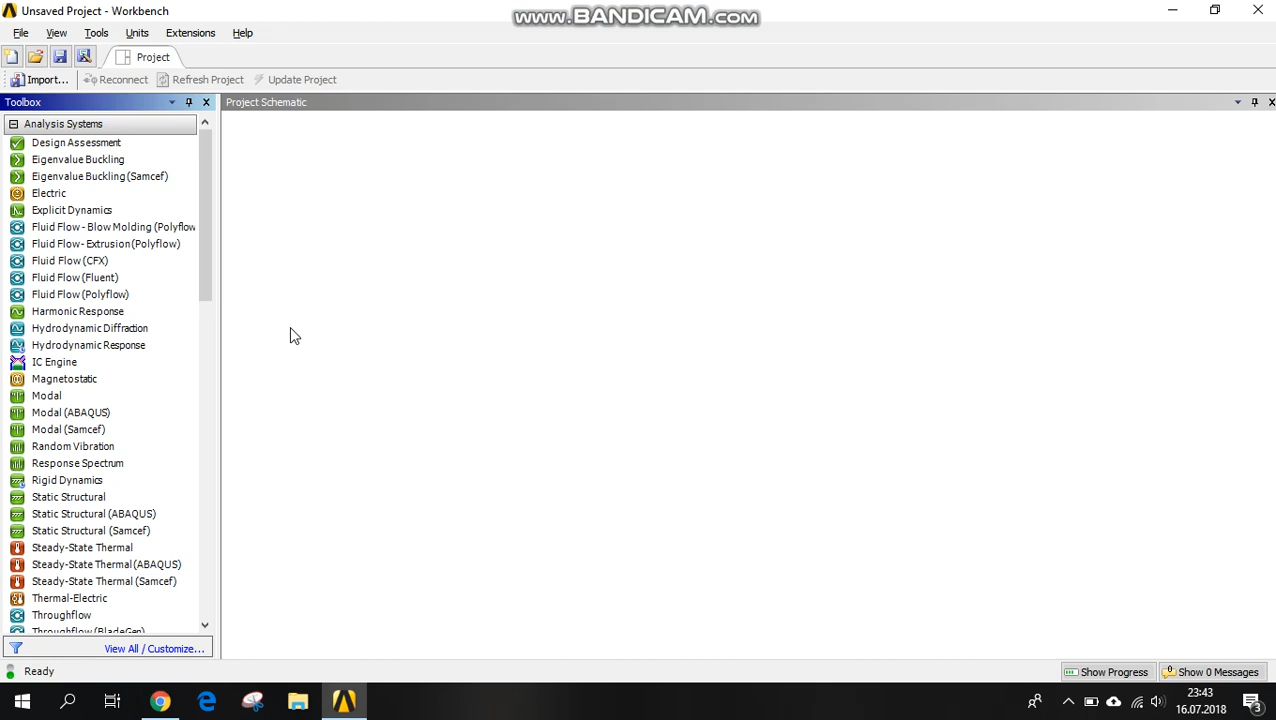 Unsaved Project - Workbench
www.BANDICAM.com
File View Tools Units Extensions Help
Project
Import... Reconnect Refresh Project Update Project
Toolbox
Project Schematic
Analysis Systems
Design Assessment
Eigenvalue Buckling
Eigenvalue Buckling (Samcef)
Electric
Explicit Dynamics
Fluid Flow - Blow Molding (Polyflow
Fluid Flow- Extrusion (Polyflow)
Fluid Flow (CFX)
Fluid Flow (Fluent)
Fluid Flow (Polyflow)
Harmonic Response
Hydrodynamic Diffraction
Hydrodynamic Response
IC Engine
Magnetostatic
Modal
Modal (ABAQUS)
Modal (Samcef)
Random Vibration
Response Spectrum
Rigid Dynamics
Static Structural
Static Structural (ABAQUS)
Static Structural (Samcef)
Steady-State Thermal
Steady-State Thermal (ABAQUS)
Steady-State Thermal (Samcef)
Thermal-Electric
Throughflow
Throughflow (BladeGen)
View All / Customize...
Ready
Show Progress
0 Show 0 Messages
23:43
16.07.2018
3